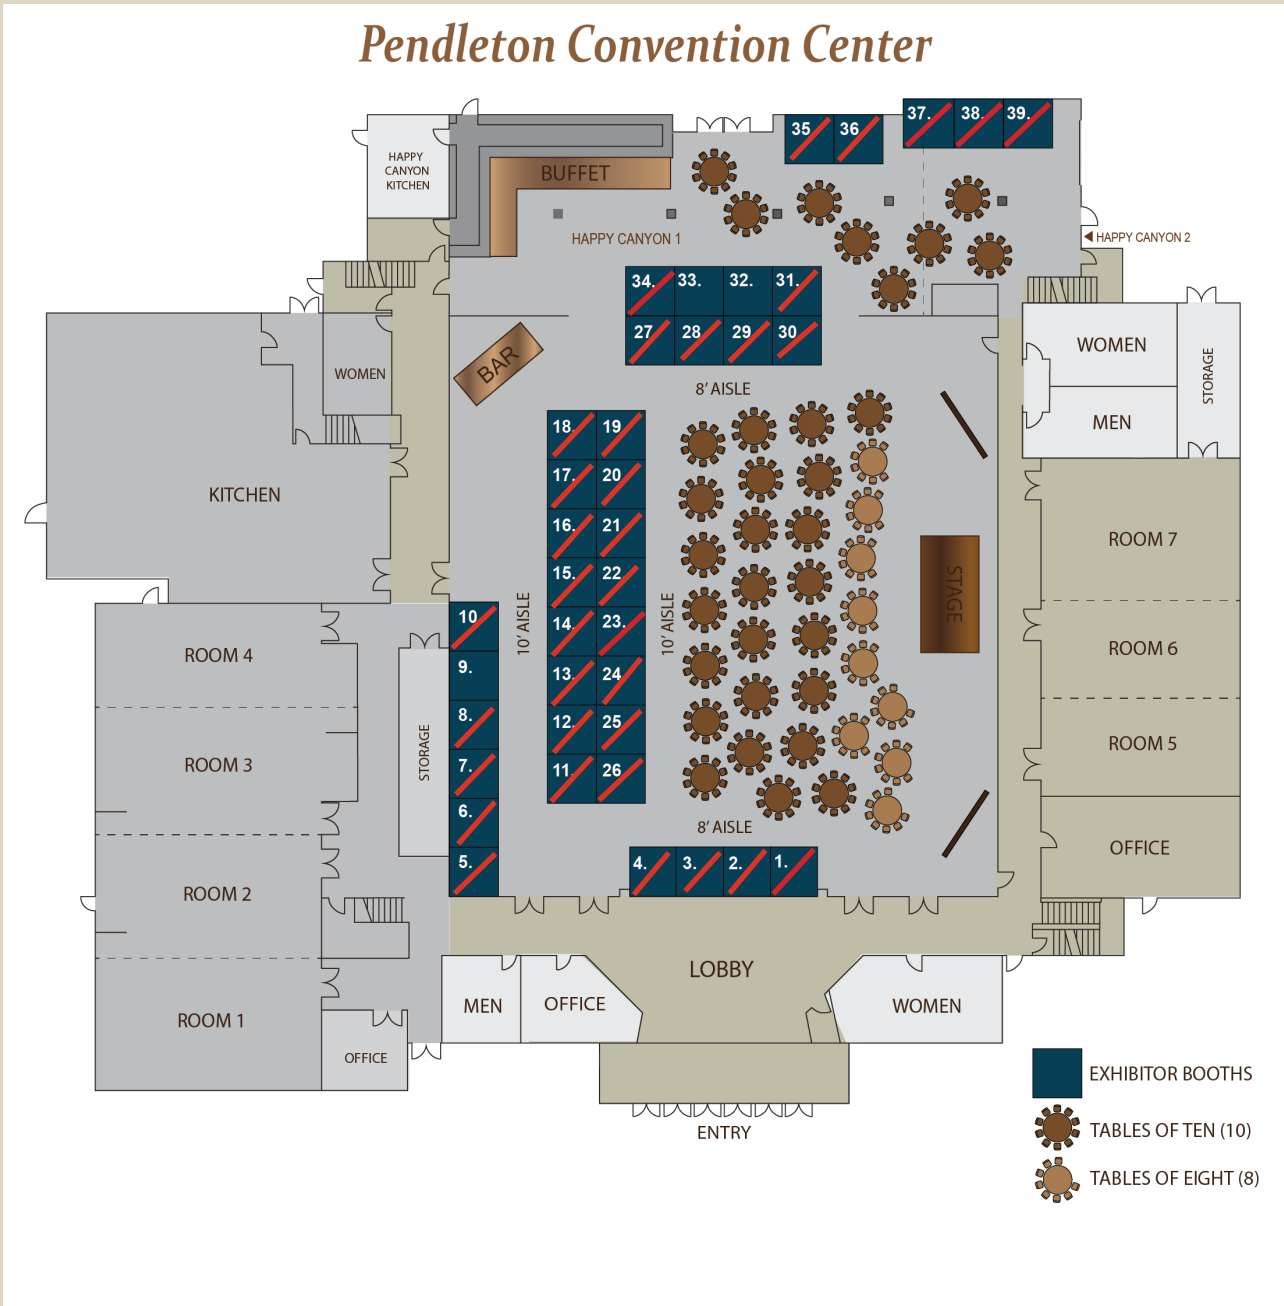 Pendleton Convention Center
37.
38.
39.
35
36
HAPPY
CANYON
KITCHEN
BUFFET
HAPPY CANYON 1
HAPPY CANYON 2
34.
33.
32.
31.
27
28
29
30
BAR
WOMEN
WOMEN
MEN
STORAGE
8' AISLE
KITCHEN
18.
19
17.
20
16.
21
15.
22
14.
23.
13.
24
12.
25
11.
26
10' AISLE
10' AISLE
STAGE
ROOM 7
ROOM 6
ROOM 5
OFFICE
ROOM 4
ROOM 3
ROOM 2
ROOM 1
OFFICE
STORAGE
10
9.
8.
7.
6.
5.
8' AISLE
4.
3.
2.
1.
LOBBY
MEN
OFFICE
WOMEN
ENTRY
EXHIBITOR BOOTHS
TABLES OF TEN (10)
TABLES OF EIGHT (8)